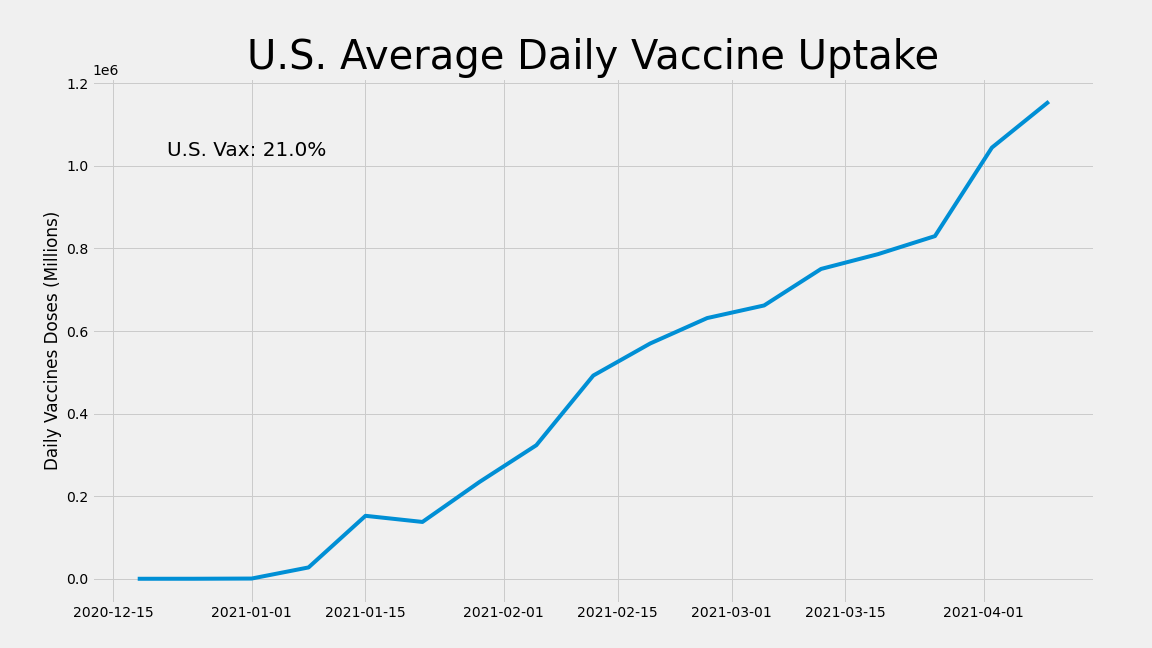 U.S. Average Daily Vaccine Uptake
1e6
1.2
U.S. Vax: 21.0%
1.0
0.8
0.6
0.4
0.2
0.0
Daily Vaccines Doses (Millions)
2020-12-15 2021-01-01 2021-01-15 2021-02-01 2021-02-15 2021-03-01 2021-03-15 2021-04-01